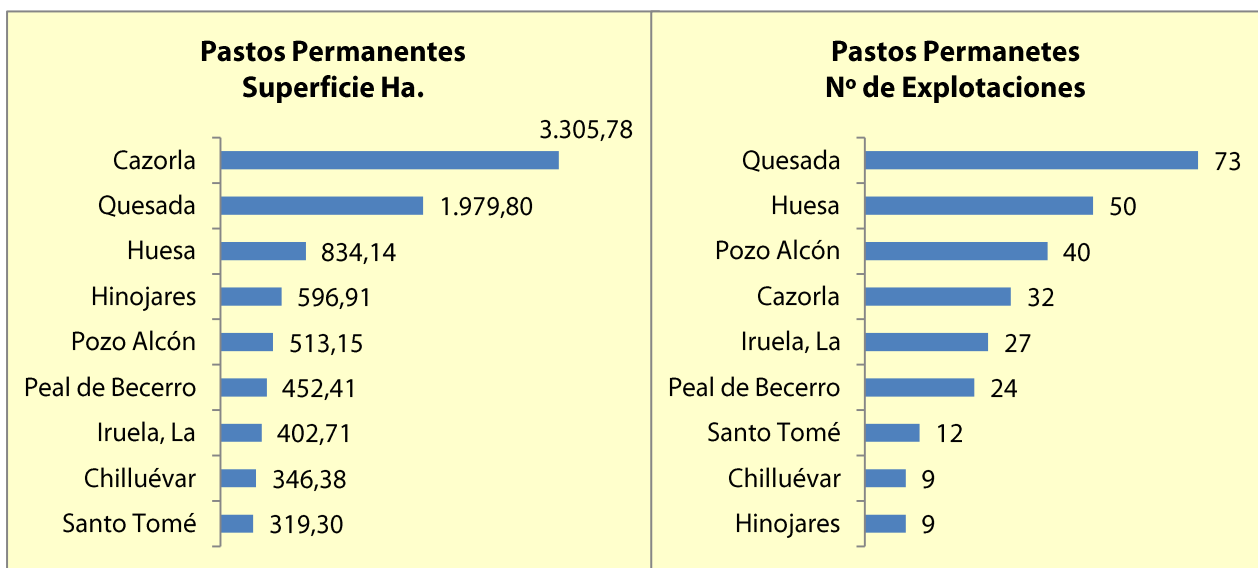 Pastos Permanentes
Superficie Ha.
Cazorla 3.305,78
Quesada 1.979,80
Huesa 834,14
Hinojares 596,91
Pozo Alcón 513,15
Peal de Becerro 452,41
Iruela, La 402,71
Chilluévar 346,38
Santo Tomé 319,30
Pastos Permanetes
Nº de Explotaciones
Quesada 73
Huesa 50
Pozo Alcón 40
Cazorla 32
Iruela, La 27
Peal de Becerro 24
Santo Tomé 12
Chilluévar 9
Hinojares 9